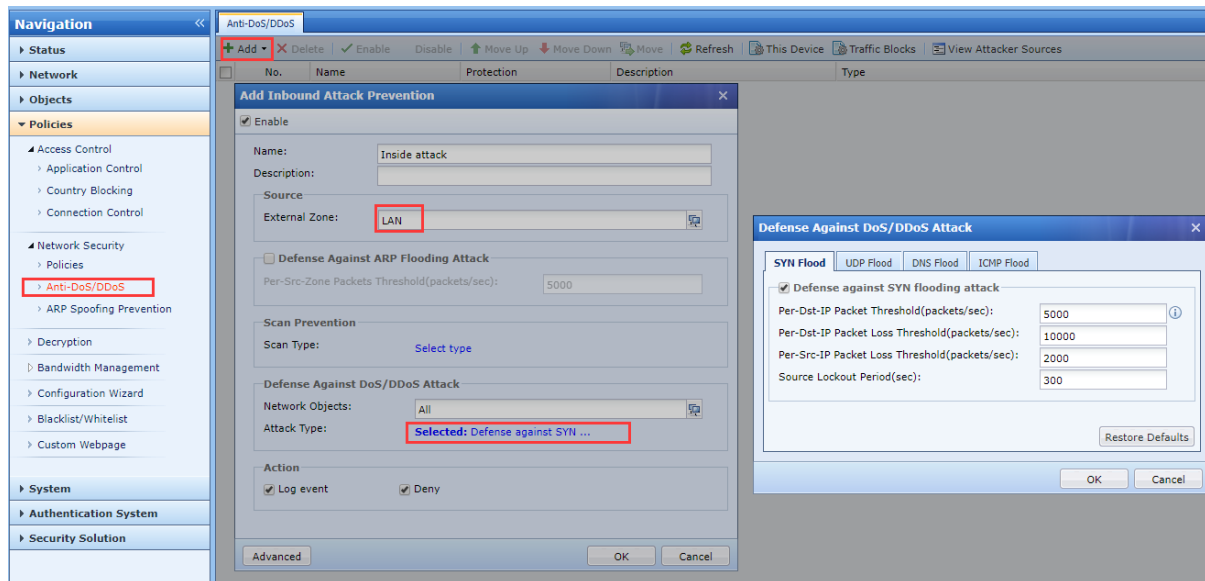 Navigation
Status
Network
Objects
Policies
Access Control
Application Control
Country Blocking
Connection Control
Network Security
Policies
Anti-DoS/DDoS
ARP Spoofing Prevention
Decryption
Bandwidth Management
Configuration Wizard
Blacklist/Whitelist
Custom Webpage
System
Authentication System
Security Solution
Anti-DoS/DDoS
Add Delete Enable Disable Move Up Move Down Move Refresh This Device Traffic Blocks View Attacker Sources
No. Name Protection Description Type
Add Inbound Attack Prevention
Enable
Name: Inside attack
Description:
Source
External Zone: LAN
Defense Against ARP Flooding Attack
Per-Src-Zone Packets Threshold(packets/sec): 5000
Scan Prevention
Scan Type: Select type
Defense Against DoS/DDoS Attack
Network Objects: All
Attack Type: Selected: Defense against SYN ...
Action
Log event Deny
Advanced OK Cancel
Defense Against DoS/DDoS Attack
SYN Flood UDP Flood DNS Flood ICMP Flood
Defense against SYN flooding attack
Per-Dst-IP Packet Threshold(packets/sec): 5000
Per-Dst-IP Packet Loss Threshold(packets/sec): 10000
Per-Src-IP Packet Loss Threshold(packets/sec): 2000
Source Lockout Period(sec): 300
Restore Defaults
OK Cancel